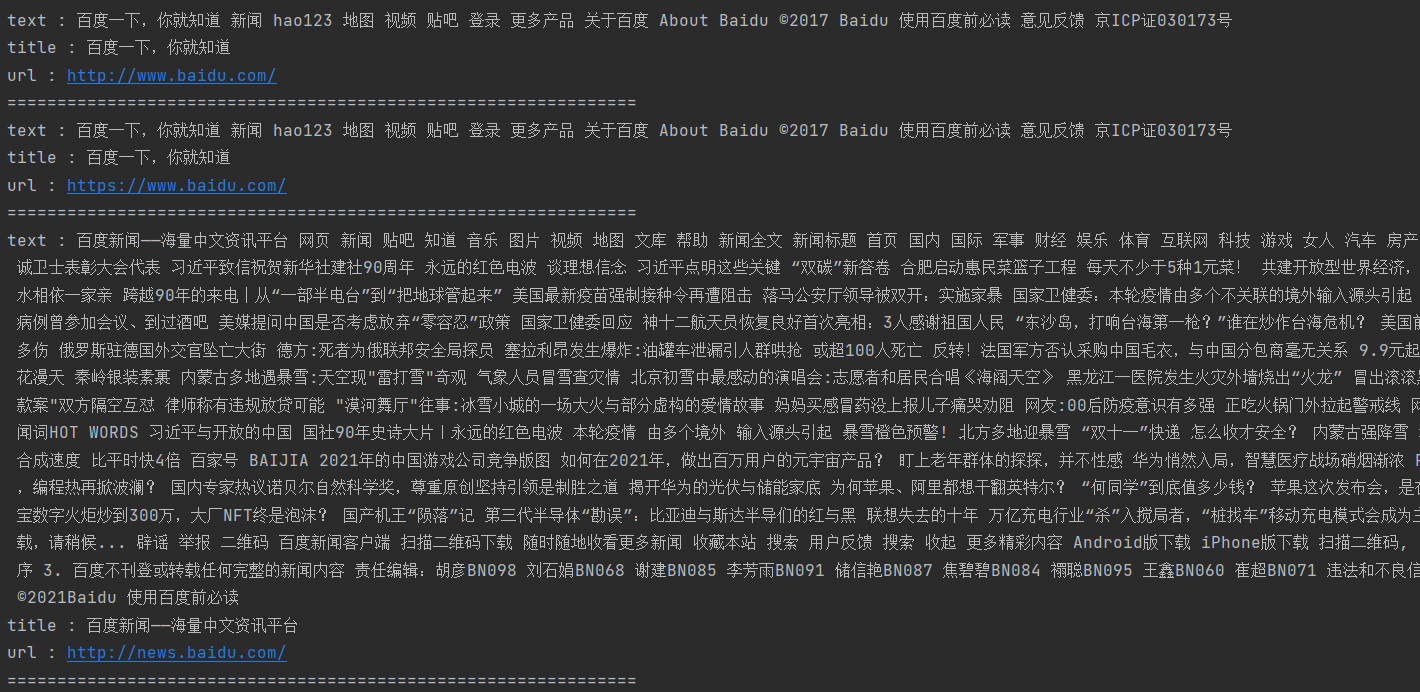 text : 百度一下，你就知道 新闻 hao123 地图 视频 贴吧 登录 更多产品 关于百度 About Baidu ©2017 Baidu 使用百度前必读 意见反馈 京ICP证030173号
title : 百度一下，你就知道
url : http://www.baidu.com/
===============================================================
text : 百度一下，你就知道 新闻 hao123 地图 视频 贴吧 登录 更多产品 关于百度 About Baidu ©2017 Baidu 使用百度前必读 意见反馈 京ICP证030173号
title : 百度一下，你就知道
url : https://www.baidu.com/
===============================================================
text : 百度新闻——海量中文资讯平台 网页 新闻 贴吧 知道 音乐 图片 视频 地图 文库 帮助 新闻全文 新闻标题 首页 国内 国际 军事 财经 娱乐 体育 互联网 科技 游戏 女人 汽车 房产
诚卫士表彰大会代表 习近平致信祝贺新华社建社90周年 永远的红色电波 谈理想信念 习近平点明这些关键 “双碳”新答卷 合肥启动惠民菜篮子工程 每天不少于5种1元菜！ 共建开放型世界经济，
水相依一家亲 跨越90年的来电丨从“一部半电台”到“把地球管起来” 美国最新疫苗强制接种令再遭阻击 落马公安厅领导被双开：实施家暴 国家卫健委：本轮疫情由多个不关联的境外输入源头引起
病例曾参加会议、到过酒吧 美媒提问中国是否考虑放弃“零容忍”政策 国家卫健委回应 神十二航天员恢复良好首次亮相：3人感谢祖国人民 “东沙岛，打响台海第一枪？”谁在炒作台海危机？ 美国前
多伤 俄罗斯驻德国外交官坠亡大街 德方:死者为俄联邦安全局探员 塞拉利昂发生爆炸:油罐车泄漏引人群哄抢 或超100人死亡 反转！法国军方否认采购中国毛衣，与中国分包商毫无关系 9.9元起
花漫天 秦岭银装素裹 内蒙古多地遇暴雪:天空现"雷打雪"奇观 气象人员冒雪查灾情 北京初雪中最感动的演唱会:志愿者和居民合唱《海阔天空》 黑龙江一医院发生火灾外墙烧出“火龙” 冒出滚滚
款案"双方隔空互怼 律师称有违规放贷可能 "漠河舞厅"往事:冰雪小城的一场大火与部分虚构的爱情故事 妈妈买感冒药没上报儿子痛哭劝阻 网友:00后防疫意识有多强 正吃火锅门外拉起警戒线
闻词HOT WORDS 习近平与开放的中国 国社90年史诗大片丨永远的红色电波 本轮疫情 由多个境外 输入源头引起 暴雪橙色预警! 北方多地迎暴雪 “双十一”快递 怎么收才安全？ 内蒙古强降雪
合成速度 比平时快4倍 百家号 BAIJIA 2021年的中国游戏公司竞争版图 如何在2021年，做出百万用户的元宇宙产品？ 盯上老年群体的探探，并不性感 华为悄然入局，智慧医疗战场硝烟渐浓
，编程热再掀波澜？ 国内专家热议诺贝尔自然科学奖，尊重原创坚持引领是制胜之道 揭开华为的光伏与储能家底 为何苹果、阿里都想干翻英特尔？ “何同学”到底值多少钱？ 苹果这次发布会，是在
宝数字火炬炒到300万，大厂NFT终是泡沫？ 国产机王“陨落”记 第三代半导体“勘误”：比亚迪与斯达半导们的红与黑 联想失去的十年 万亿充电行业“杀”入搅局者，“桩找车”移动充电模式会成为主
载，请稍候... 辟谣 举报 二维码 百度新闻客户端 扫描二维码下载 随时随地收看更多新闻 收藏本站 搜索 用户反馈 搜索 收起 更多精彩内容 Android版下载 iPhone版下载 扫描二维码,
序 3. 百度不刊登或转载任何完整的新闻内容 责任编辑：胡彦BN098 刘石娟BN068 谢建BN085 李芳雨BN091 储信艳BN087 焦碧碧BN084 禤聪BN095 王鑫BN060 崔超BN071 违法和不良信
©2021Baidu 使用百度前必读
title : 百度新闻——海量中文资讯平台
url : http://news.baidu.com/
===============================================================